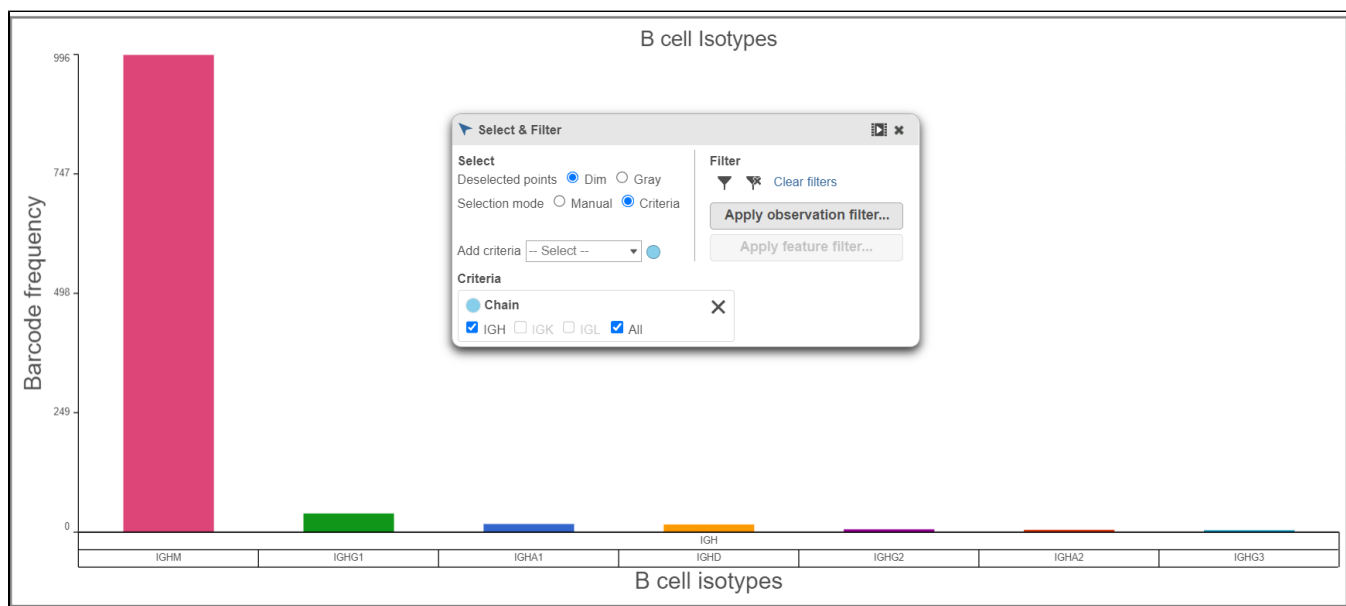 B cell Isotypes
996
747
498
249
0
Barcode frequency
Select & Filter
Select
Deselected points Dim Gray
Selection mode Manual Criteria
Add criteria -- Select --
Criteria
Chain
IGH IGK IGL All
Filter
Clear filters
Apply observation filter...
Apply feature filter...
IGH
IGHM IGHG1 IGHA1 IGHD IGHG2 IGHA2 IGHG3
B cell isotypes